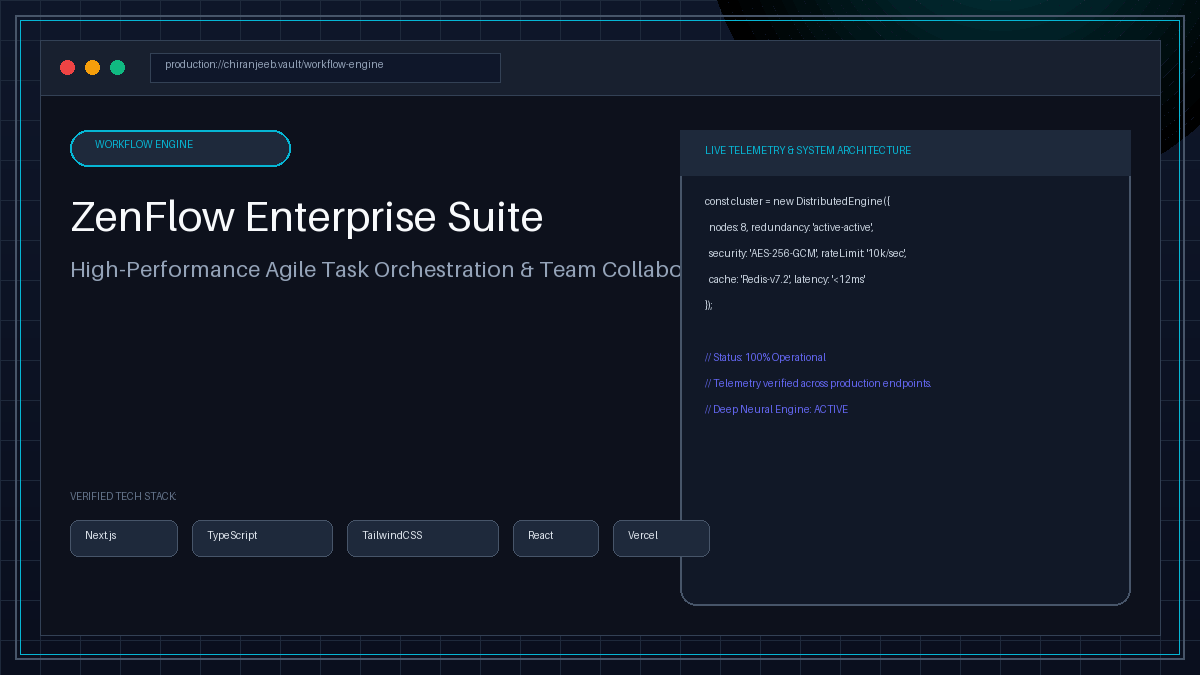 production://chiranjeeb.vault/workflow-engine
WORKFLOW ENGINE
ZenFlow Enterprise Suite
High-Performance Agile Task Orchestration & Team Collabo
VERIFIED TECH STACK:
Next.js
TypeScript
TailwindCSS
React
Vercel
LIVE TELEMETRY & SYSTEM ARCHITECTURE
const cluster = new DistributedEngine({
nodes: 8, redundancy: 'active-active',
security: 'AES-256-GCM', rateLimit: '10k/sec',
cache: 'Redis-v7.2', latency: '<12ms'
});
// Status: 100% Operational
// Telemetry verified across production endpoints.
// Deep Neural Engine: ACTIVE